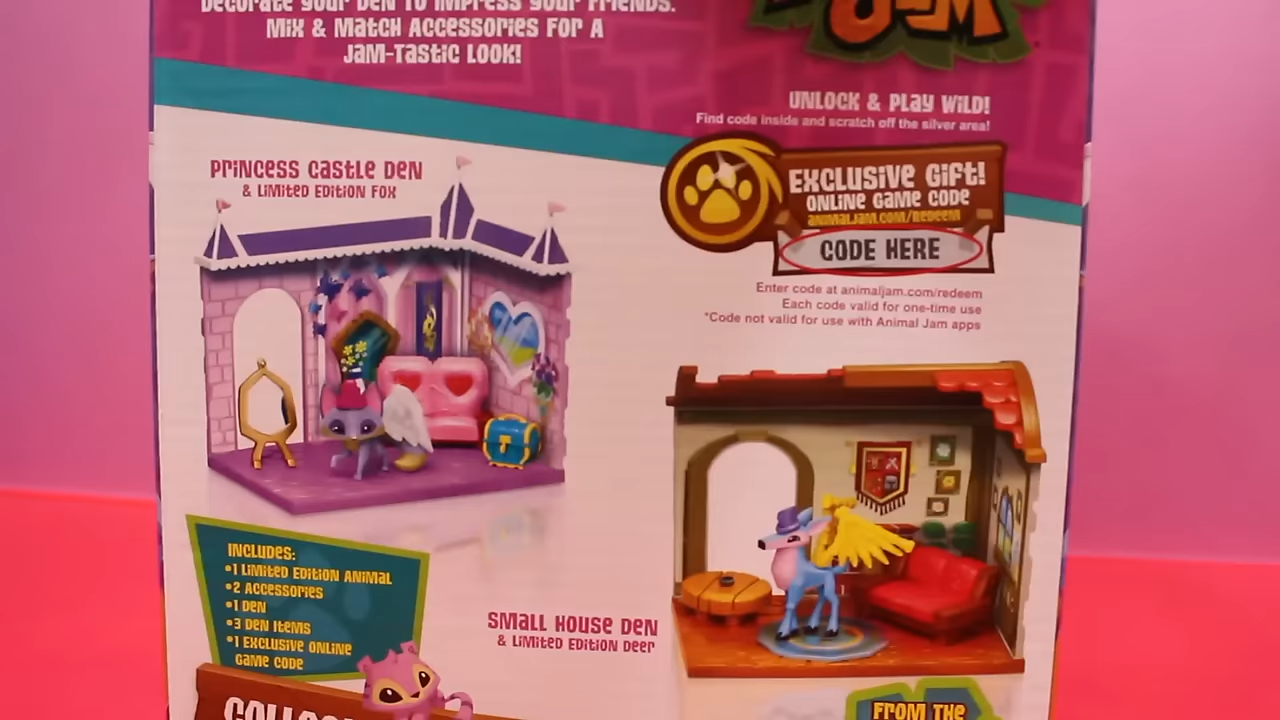 Decorate your Den to impress your friends.
Mix & Match Accessories for a
Jam-tastic look!
Jam
Unlock & Play Wild!
Find code inside and scratch off the silver area!
Princess Castle Den
& Limited Edition Fox
Exclusive Gift!
Online Game Code
animaljam.com/redeem
CODE HERE
Enter code at animaljam.com/redeem
Each code valid for one-time use
*Code not valid for use with Animal Jam apps
Includes:
•1 Limited Edition Animal
•2 Accessories
•1 Den
•3 Den Items
•1 Exclusive Online
Game Code
Small House Den
& Limited Edition Deer
From the